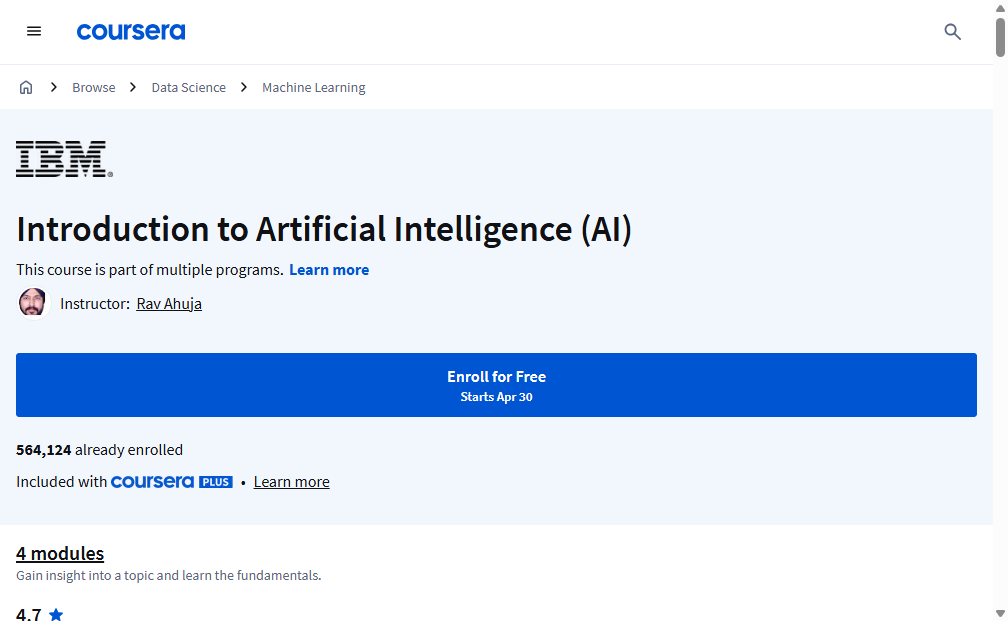 coursera
Browse Data Science Machine Learning
IBM®
Introduction to Artificial Intelligence (AI)
This course is part of multiple programs. Learn more
Instructor: Rav Ahuja
Enroll for Free
Starts Apr 30
564,124 already enrolled
Included with coursera PLUS • Learn more
4 modules
Gain insight into a topic and learn the fundamentals.
4.7